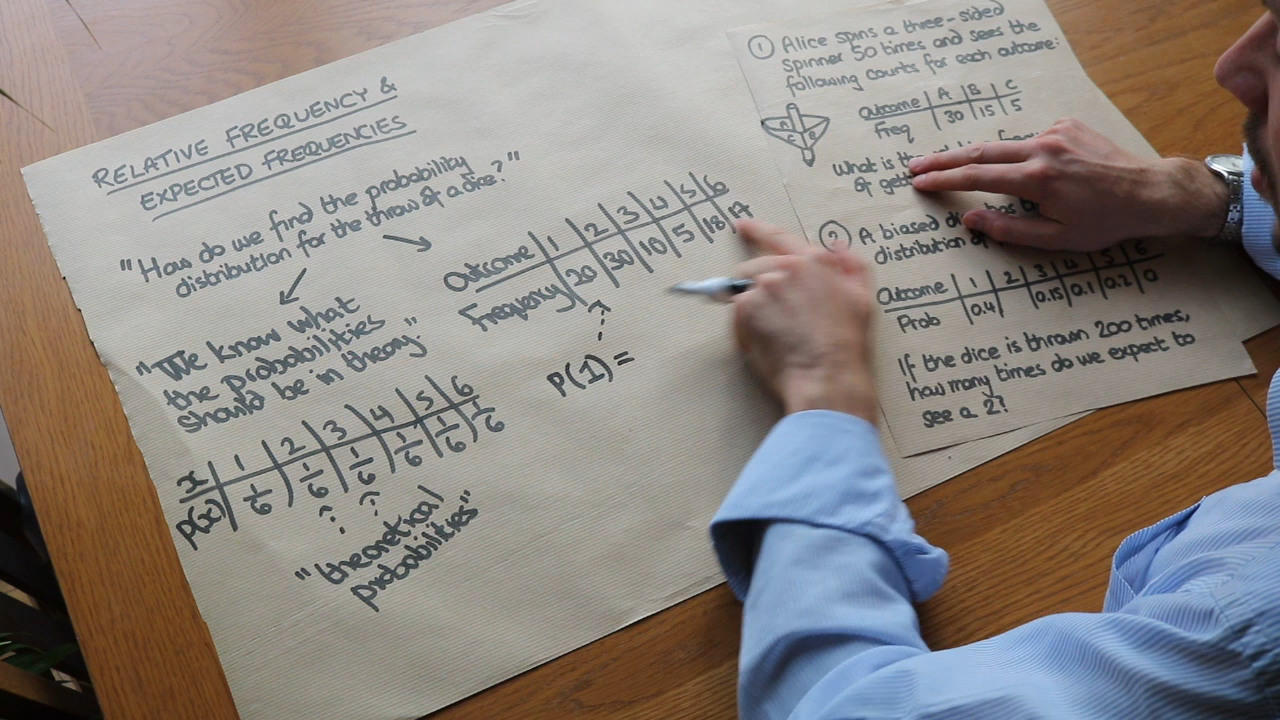 RELATIVE FREQUENCY &
EXPECTED FREQUENCIES
"How do we find the probability
distribution for the throw of a dice?"
"We know what
the probabilities
should be in theory."
x 1 2 3 4 5 6
P(x) 1/6 1/6 1/6 1/6 1/6 1/6
"theoretical
probabilities"
Outcome 1 2 3 4 5 6
Frequency 20 30 10 5 18 17
P(1) =
① Alice spins a three-sided
spinner 50 times and sees the
following counts for each outcome:
Outcome A B C
Freq 30 15 5
A B C
What is the
of
② A biased
distribution of
Outcome 1 2 3 4 5 6
Prob 0.4 0.15 0.1 0.2 0
If the dice is thrown 200 times,
how many times do we expect to
see a 2?